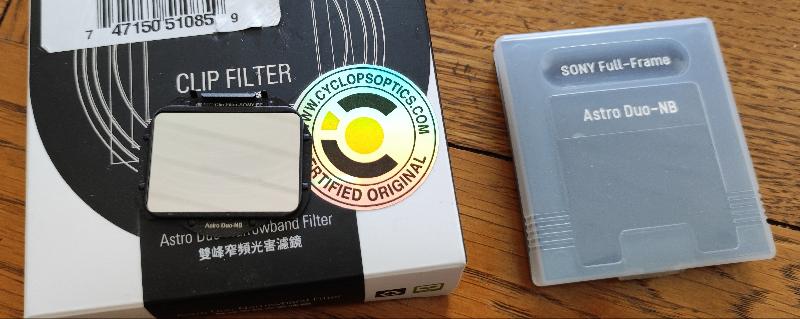 7 47150 51085 9
CLIP FILTER
WWW.CYCLOPSOPTICS.COM
CERTIFIED ORIGINAL
Astro Duo-NB
Astro Duo Narrowband Filter
雙峰窄頻光害濾鏡
SONY Full-Frame
Astro Duo-NB